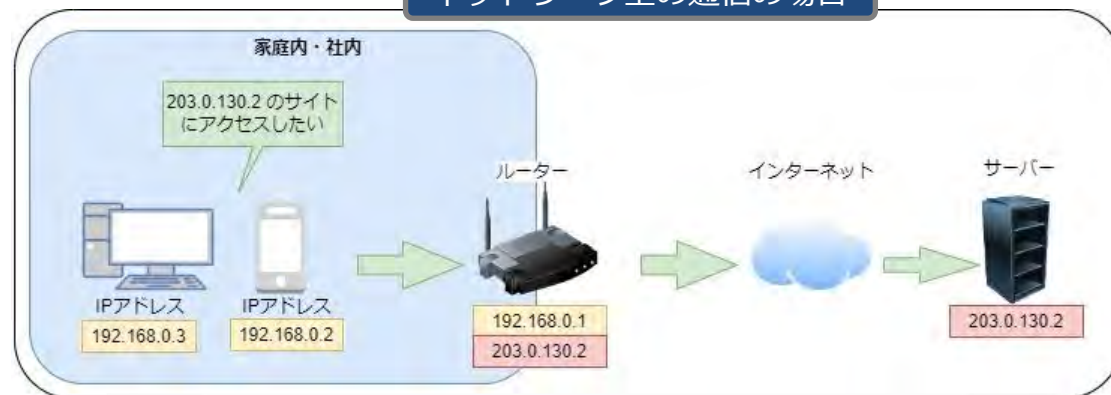 家庭内・社内
203.0.130.2 のサイト
にアクセスしたい
ルーター
インターネット
サーバー
IPアドレス
192.168.0.3
IPアドレス
192.168.0.2
192.168.0.1
203.0.130.2
203.0.130.2